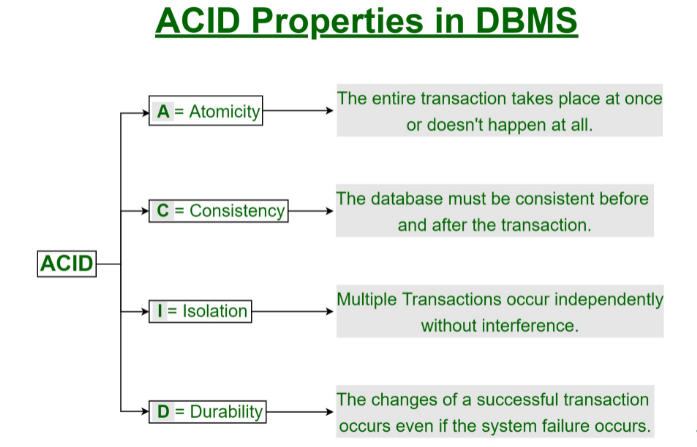 ACID Properties in DBMS
A = Atomicity
The entire transaction takes place at once
or doesn't happen at all.
C = Consistency
The database must be consistent before
and after the transaction.
ACID
I = Isolation
Multiple Transactions occur independently
without interference.
D = Durability
The changes of a successful transaction
occurs even if the system failure occurs.